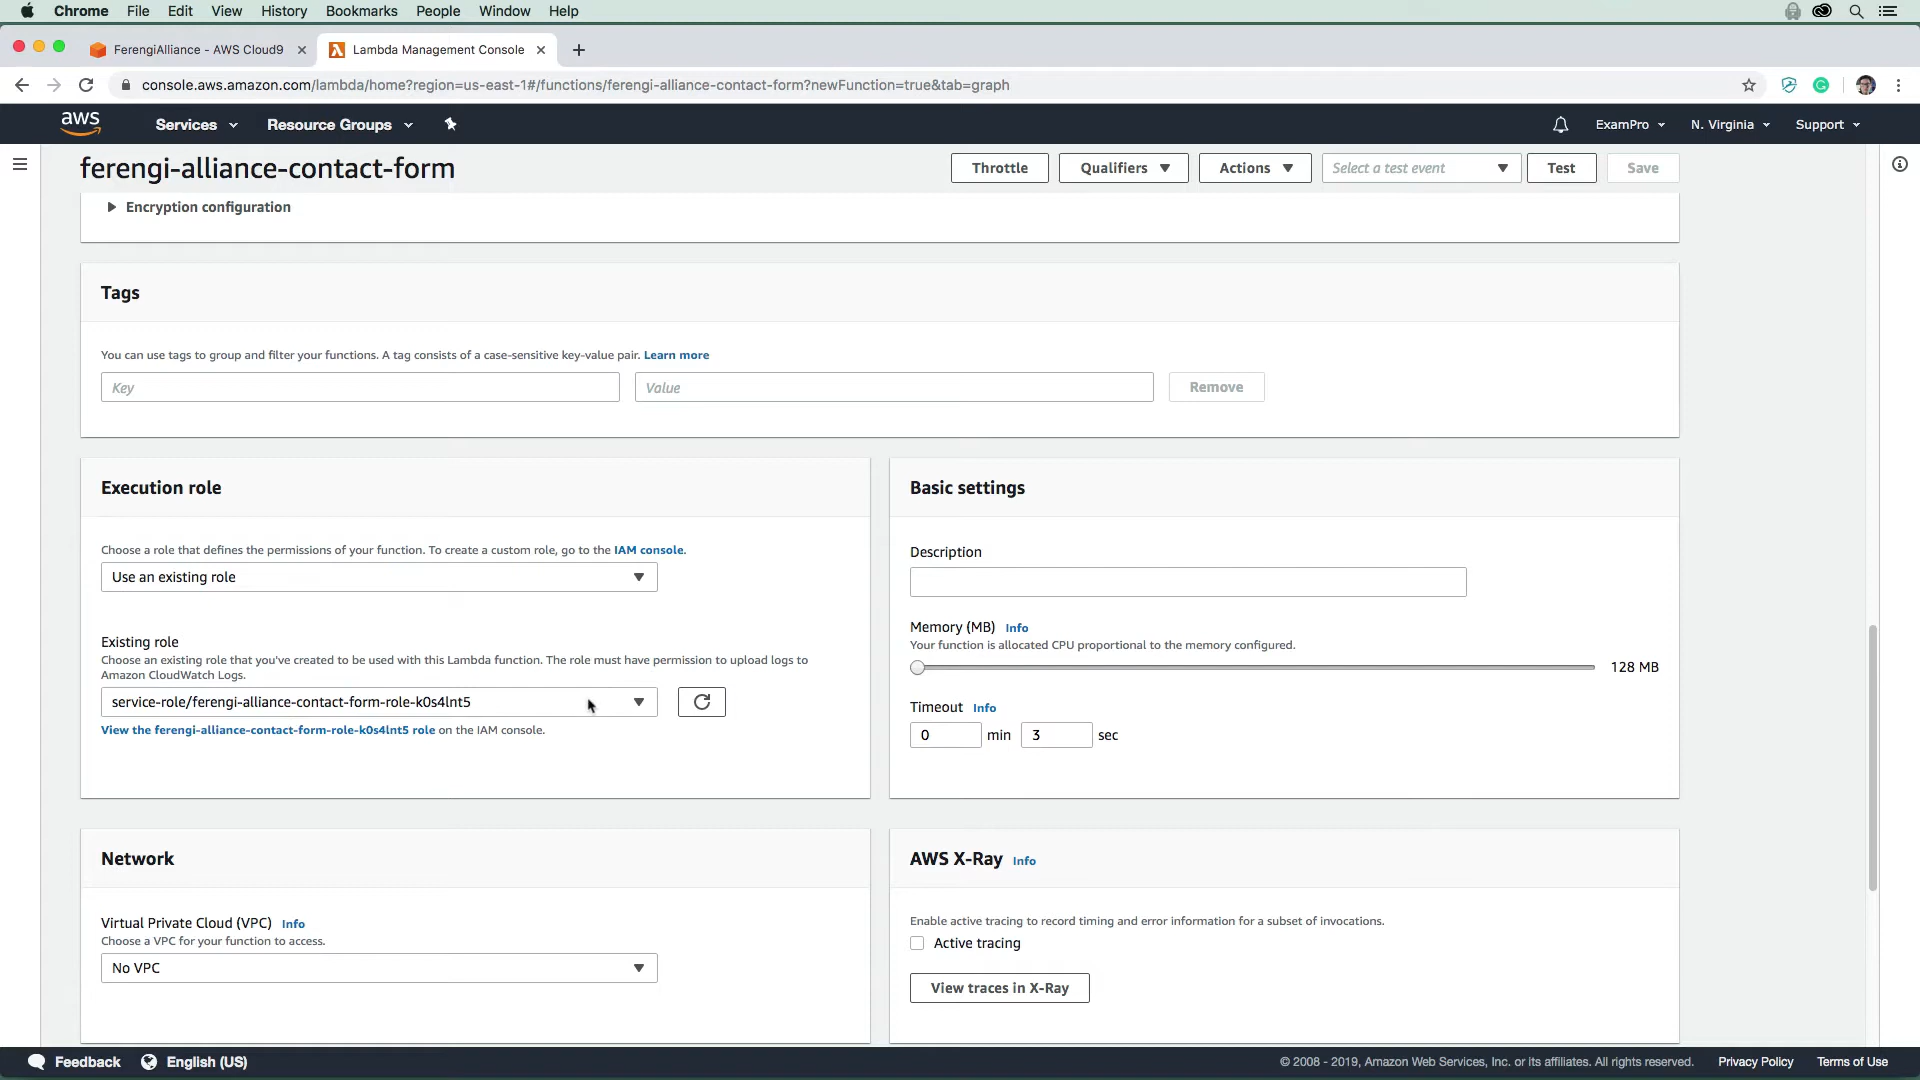 Chrome File Edit View History Bookmarks People Window Help
FerengiAlliance - AWS Cloud9
Lambda Management Console
console.aws.amazon.com/lambda/home?region=us-east-1#/functions/ferengi-alliance-contact-form?newFunction=true&tab=graph
aws Services Resource Groups ExamPro N. Virginia Support
ferengi-alliance-contact-form
Throttle Qualifiers Actions Select a test event Test Save
Encryption configuration
Tags
You can use tags to group and filter your functions. A tag consists of a case-sensitive key-value pair. Learn more
Key Value Remove
Execution role
Choose a role that defines the permissions of your function. To create a custom role, go to the IAM console.
Use an existing role
Existing role
Choose an existing role that you've created to be used with this Lambda function. The role must have permission to upload logs to
Amazon CloudWatch Logs.
service-role/ferengi-alliance-contact-form-role-k0s4lnt5
View the ferengi-alliance-contact-form-role-k0s4lnt5 role on the IAM console.
Basic settings
Description
Memory (MB) Info
Your function is allocated CPU proportional to the memory configured.
128 MB
Timeout Info
0 min 3 sec
Network
Virtual Private Cloud (VPC) Info
Choose a VPC for your function to access.
No VPC
AWS X-Ray Info
Enable active tracing to record timing and error information for a subset of invocations.
Active tracing
View traces in X-Ray
Feedback English (US) © 2008 - 2019, Amazon Web Services, Inc. or its affiliates. All rights reserved. Privacy Policy Terms of Use